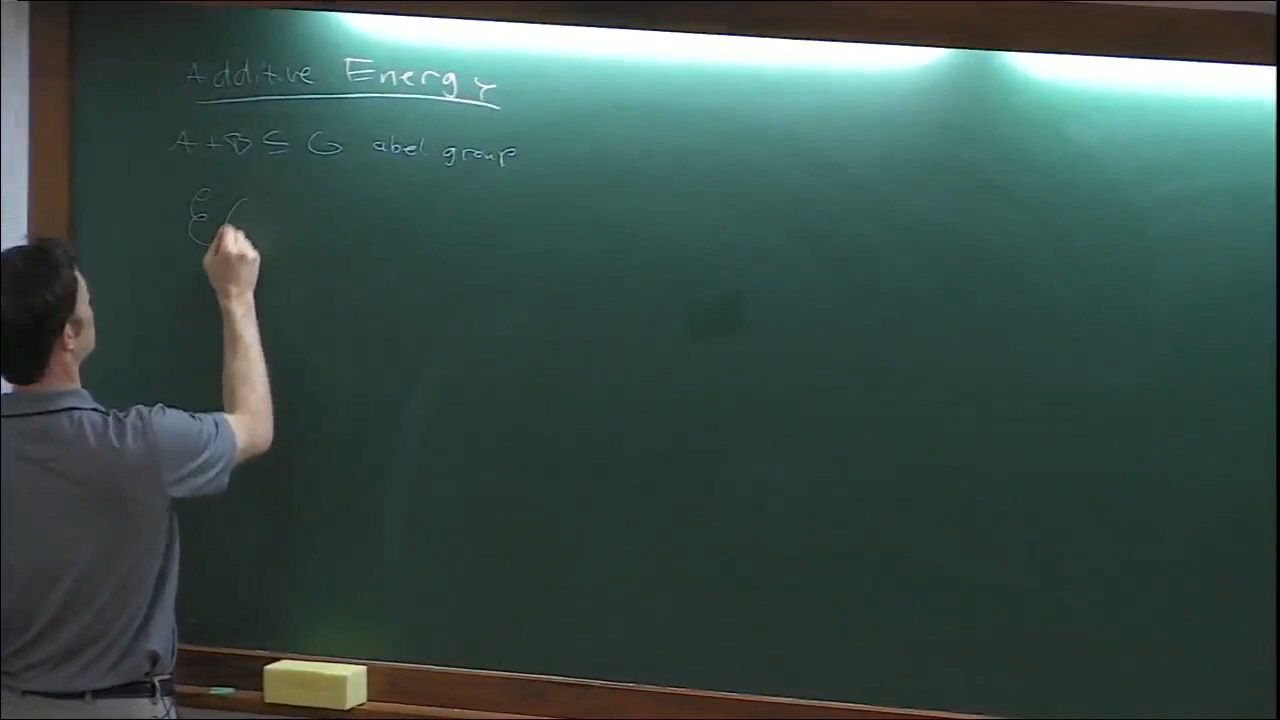 Additive Energy
A + B ⊆ G abel. group
E(